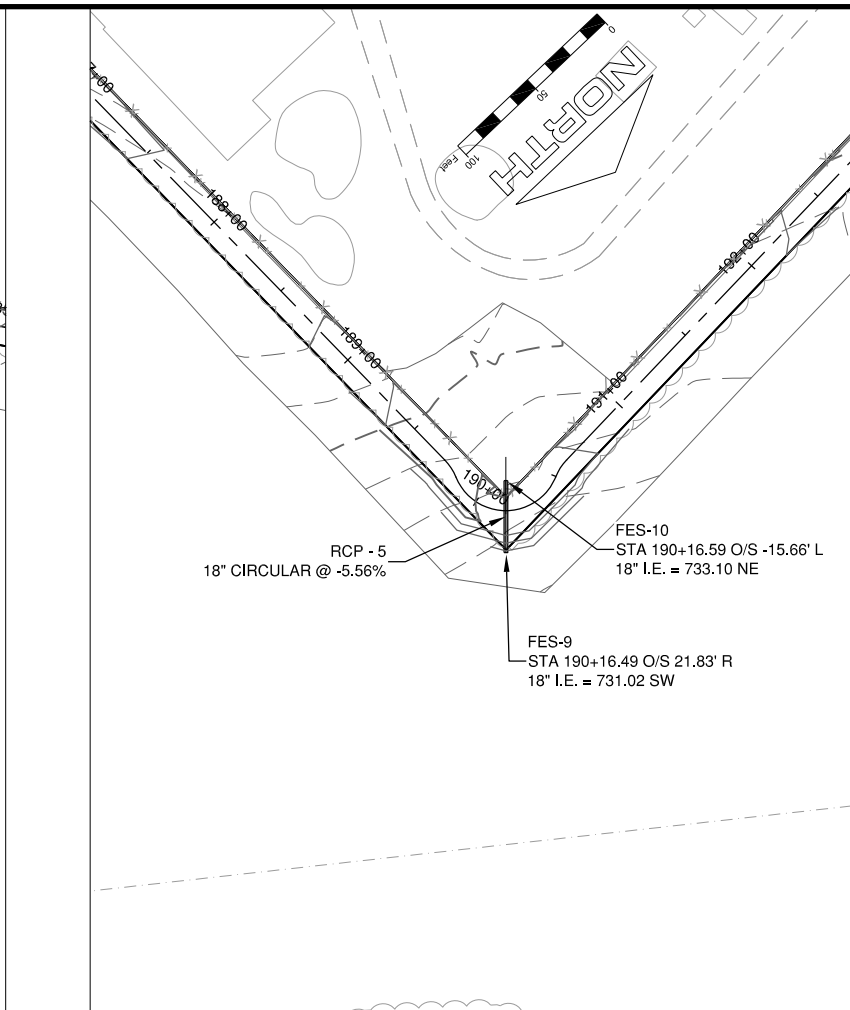 0
50
100
Feet
NORTH
7+00
188+00
189+00
190+00
191+00
192+00
RCP - 5
18" CIRCULAR @ -5.56%
FES-10
STA 190+16.59 O/S -15.66' L
18" I.E. = 733.10 NE
FES-9
STA 190+16.49 O/S 21.83' R
18" I.E. = 731.02 SW